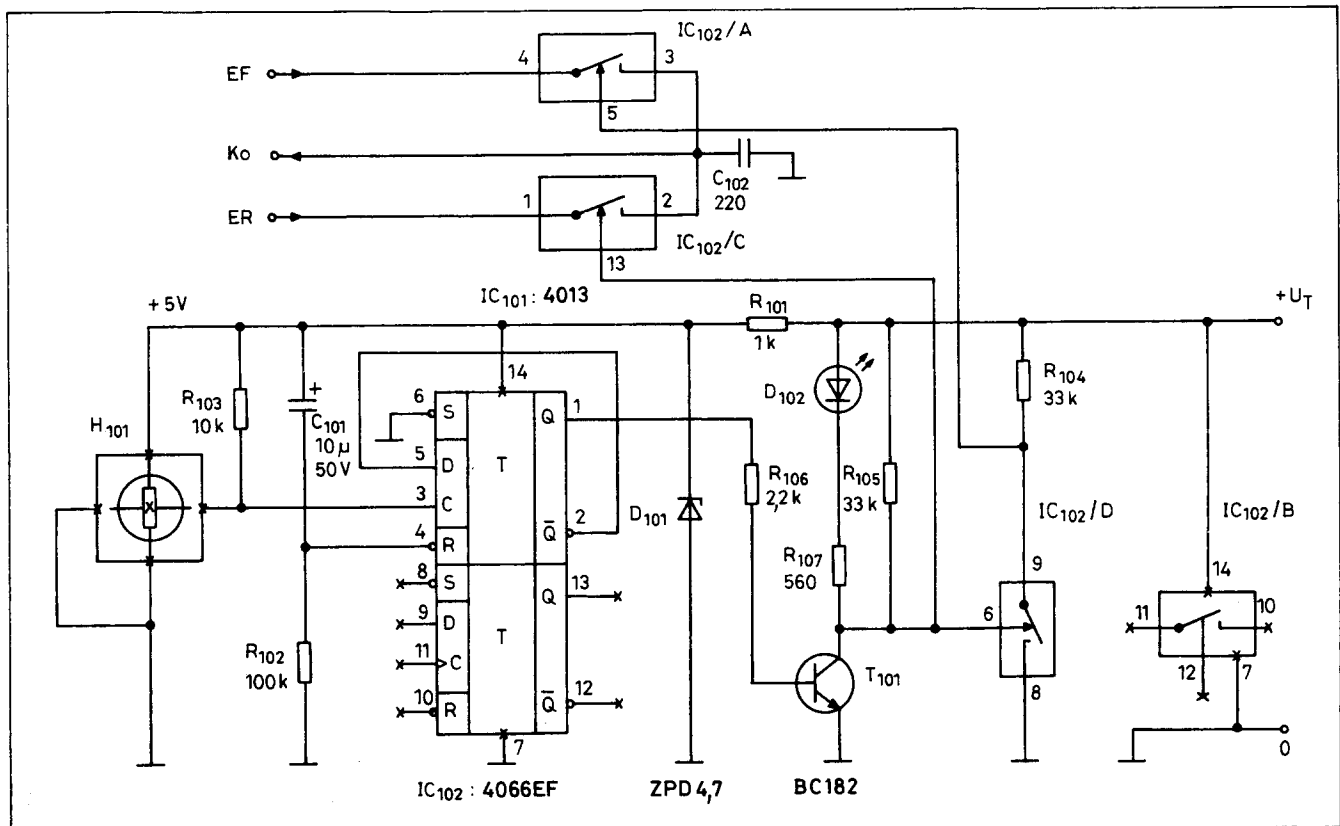 IC102/A
EF
4
3
5
Ko
C102
220
ER
1
2
IC102/C
13
IC101: 4013
+5V
R101
1k
+UT
14
R103
10k
C101
10µ
50V
+
H101
6
S
Q
1
5
D
T
3
C
4
R
Q
2
8
S
Q
13
9
D
T
11
C
10
R
Q
12
7
R102
100k
D101
D102
R104
33k
R105
33k
R106
2,2k
R107
560
T101
IC102/D
9
6
8
IC102/B
14
11
10
12
7
0
IC102: 4066EF
ZPD4,7
BC182